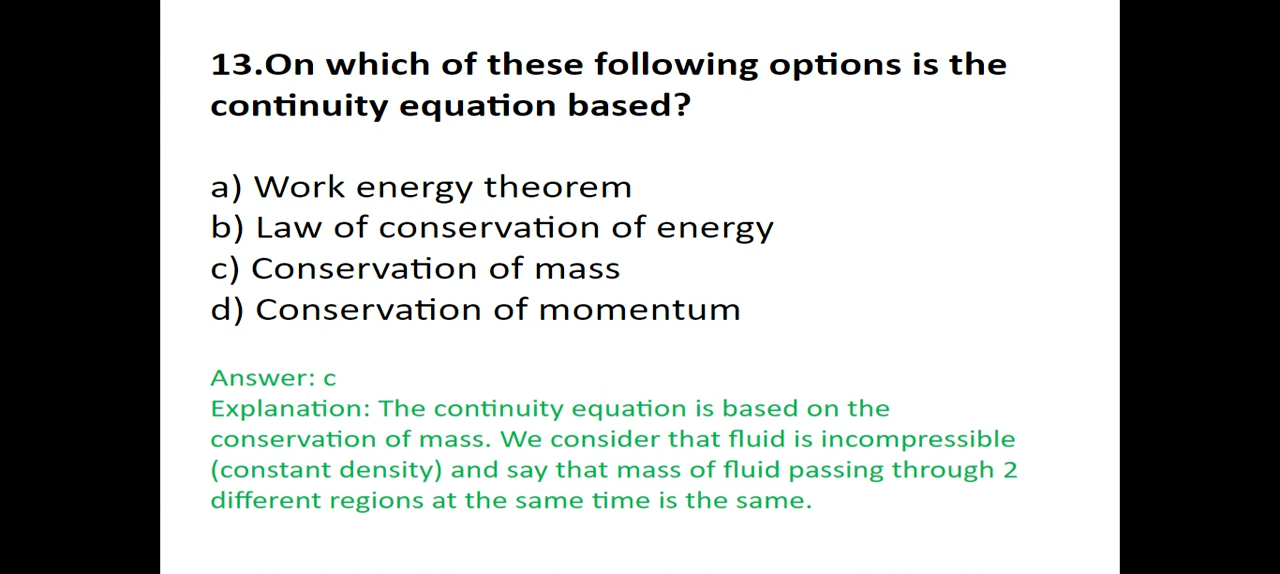 13.On which of these following options is the
continuity equation based?
a) Work energy theorem
b) Law of conservation of energy
c) Conservation of mass
d) Conservation of momentum
Answer: c
Explanation: The continuity equation is based on the
conservation of mass. We consider that fluid is incompressible
(constant density) and say that mass of fluid passing through 2
different regions at the same time is the same.